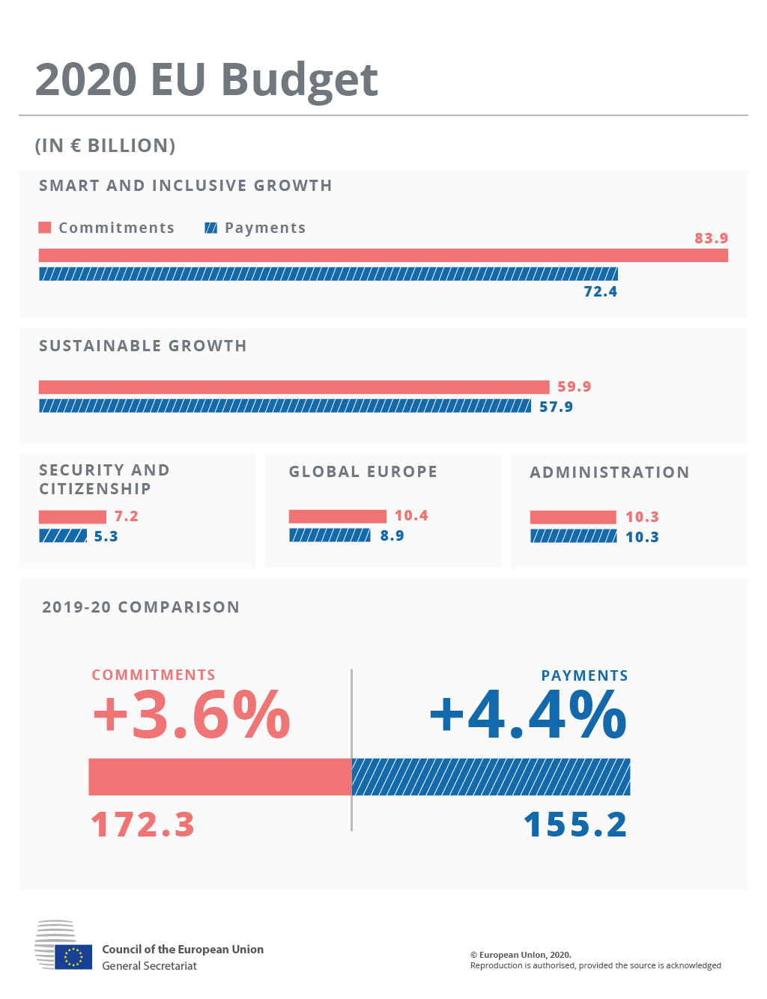 2020 EU Budget
(IN € BILLION)
SMART AND INCLUSIVE GROWTH
Commitments Payments
83.9
72.4
SUSTAINABLE GROWTH
59.9
57.9
SECURITY AND
CITIZENSHIP
7.2
5.3
GLOBAL EUROPE
10.4
8.9
ADMINISTRATION
10.3
10.3
2019-20 COMPARISON
COMMITMENTS
+3.6%
172.3
PAYMENTS
+4.4%
155.2
Council of the European Union
General Secretariat
© European Union, 2020.
Reproduction is authorised, provided the source is acknowledged